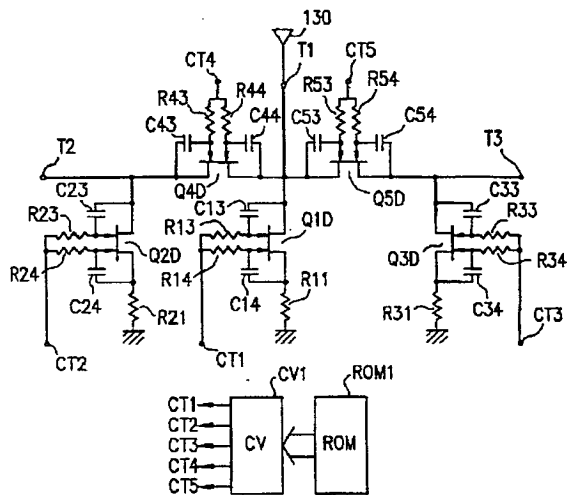 130
T1
CT4
CT5
R43
R44
R53
R54
C43
C44
C53
C54
T2
T3
Q4D
Q5D
C23
C13
C33
R23
R13
R33
Q2D
Q1D
Q3D
R24
R14
R34
C24
C14
C34
R21
R11
R31
CT2
CT1
CT3
CV1
ROM1
CT1
CT2
CT3
CT4
CT5
CV
ROM